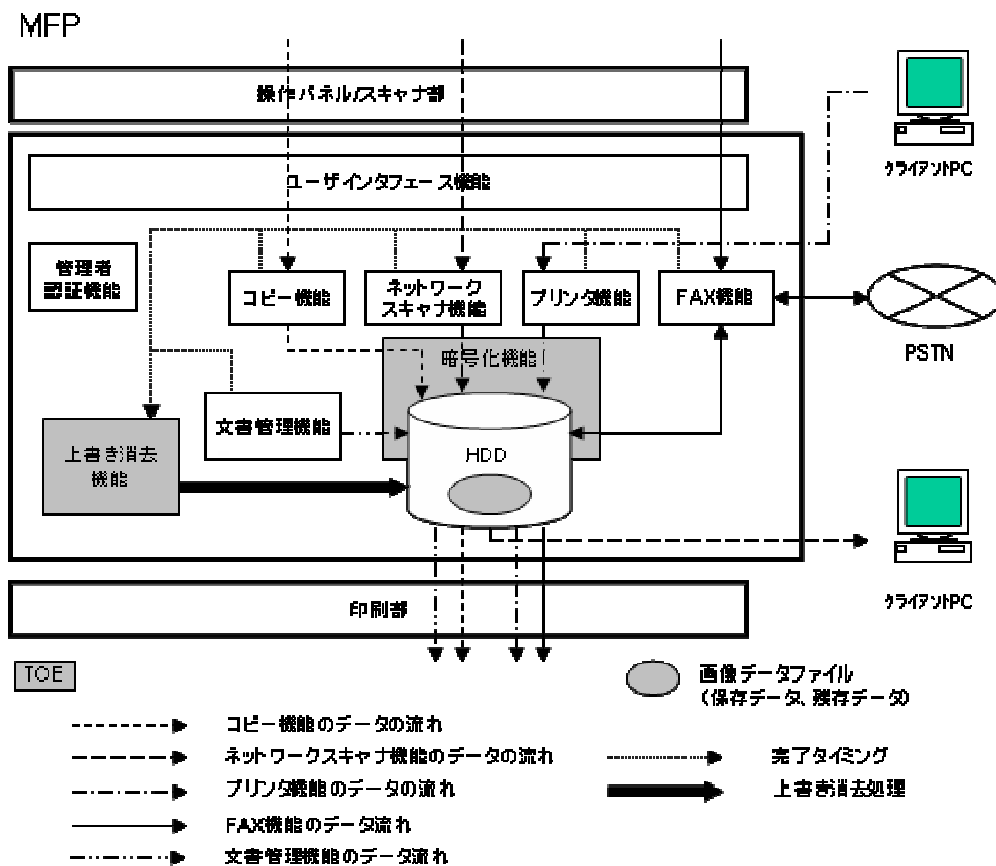 MFP
操作パネル/スキャナ部
クライアントPC
ユーザインタフェース機能
管理者
認証機能
コピー機能
ネットワーク
スキャナ機能
プリンタ機能
FAX機能
PSTN
暗号化機能
文書管理機能
上書き消去
機能
HDD
クライアントPC
印刷部
TOE
画像データファイル
(保存データ、残存データ)
コピー機能のデータの流れ
ネットワークスキャナ機能のデータの流れ
完了タイミング
プリンタ機能のデータの流れ
上書き消去処理
FAX機能のデータ流れ
文書管理機能のデータ流れ